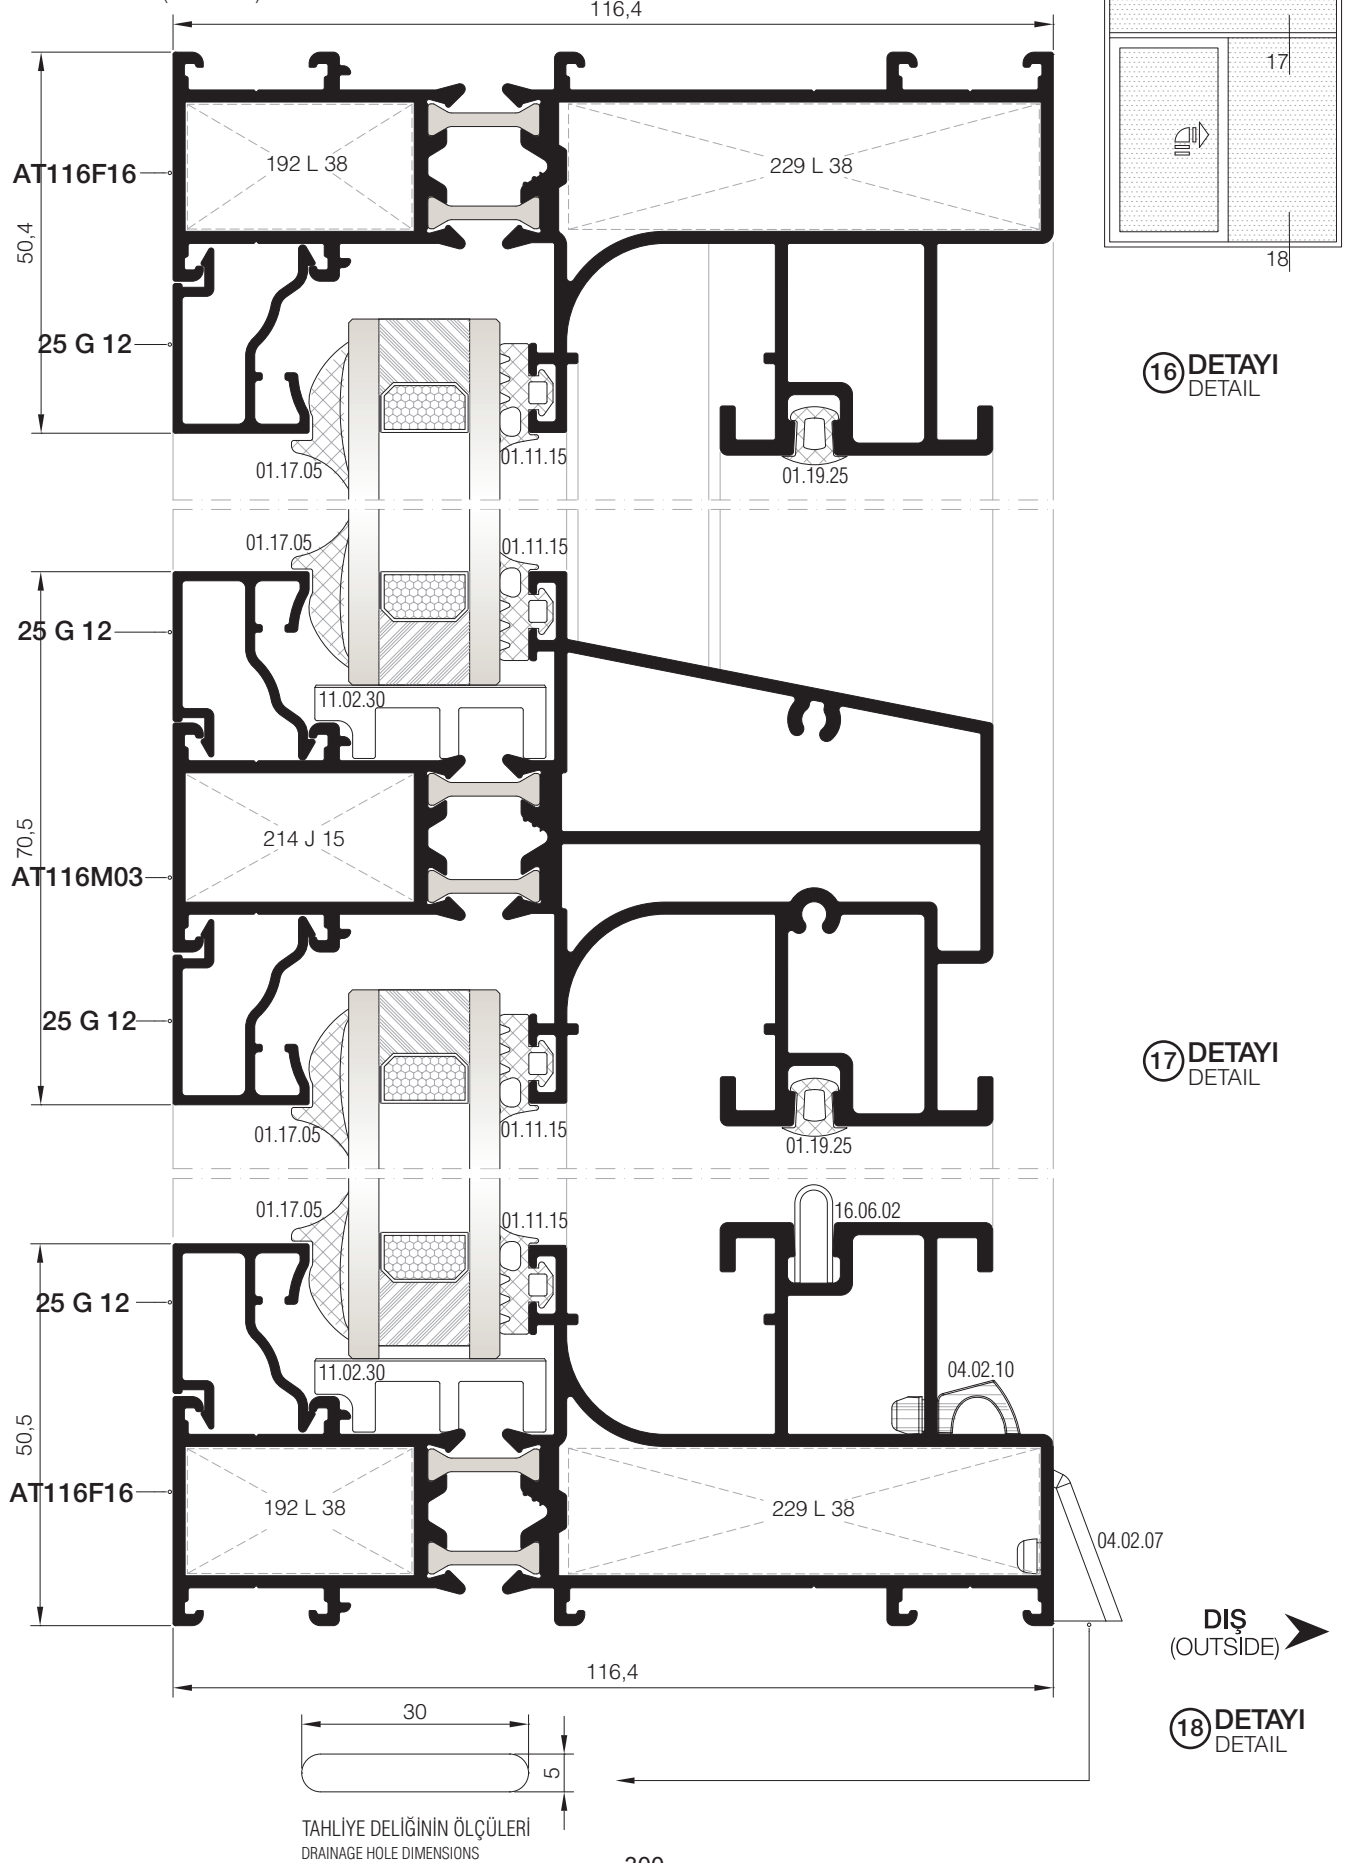 116,4
17
18
192 L 38
229 L 38
AT116F16
50,4
25 G 12
16 DETAYI
DETAIL
01.17.05
01.11.15
01.19.25
01.17.05
01.11.15
25 G 12
11.02.30
214 J 15
70,5
AT116M03
25 G 12
17 DETAYI
DETAIL
01.17.05
01.11.15
01.19.25
01.17.05
01.11.15
16.06.02
25 G 12
11.02.30
04.02.10
50,5
AT116F16
192 L 38
229 L 38
04.02.07
DIŞ
(OUTSİDE)
116,4
30
5
18 DETAYI
DETAIL
TAHLİYE DELİĞİNİN ÖLÇÜLERİ
DRAINAGE HOLE DIMENSIONS